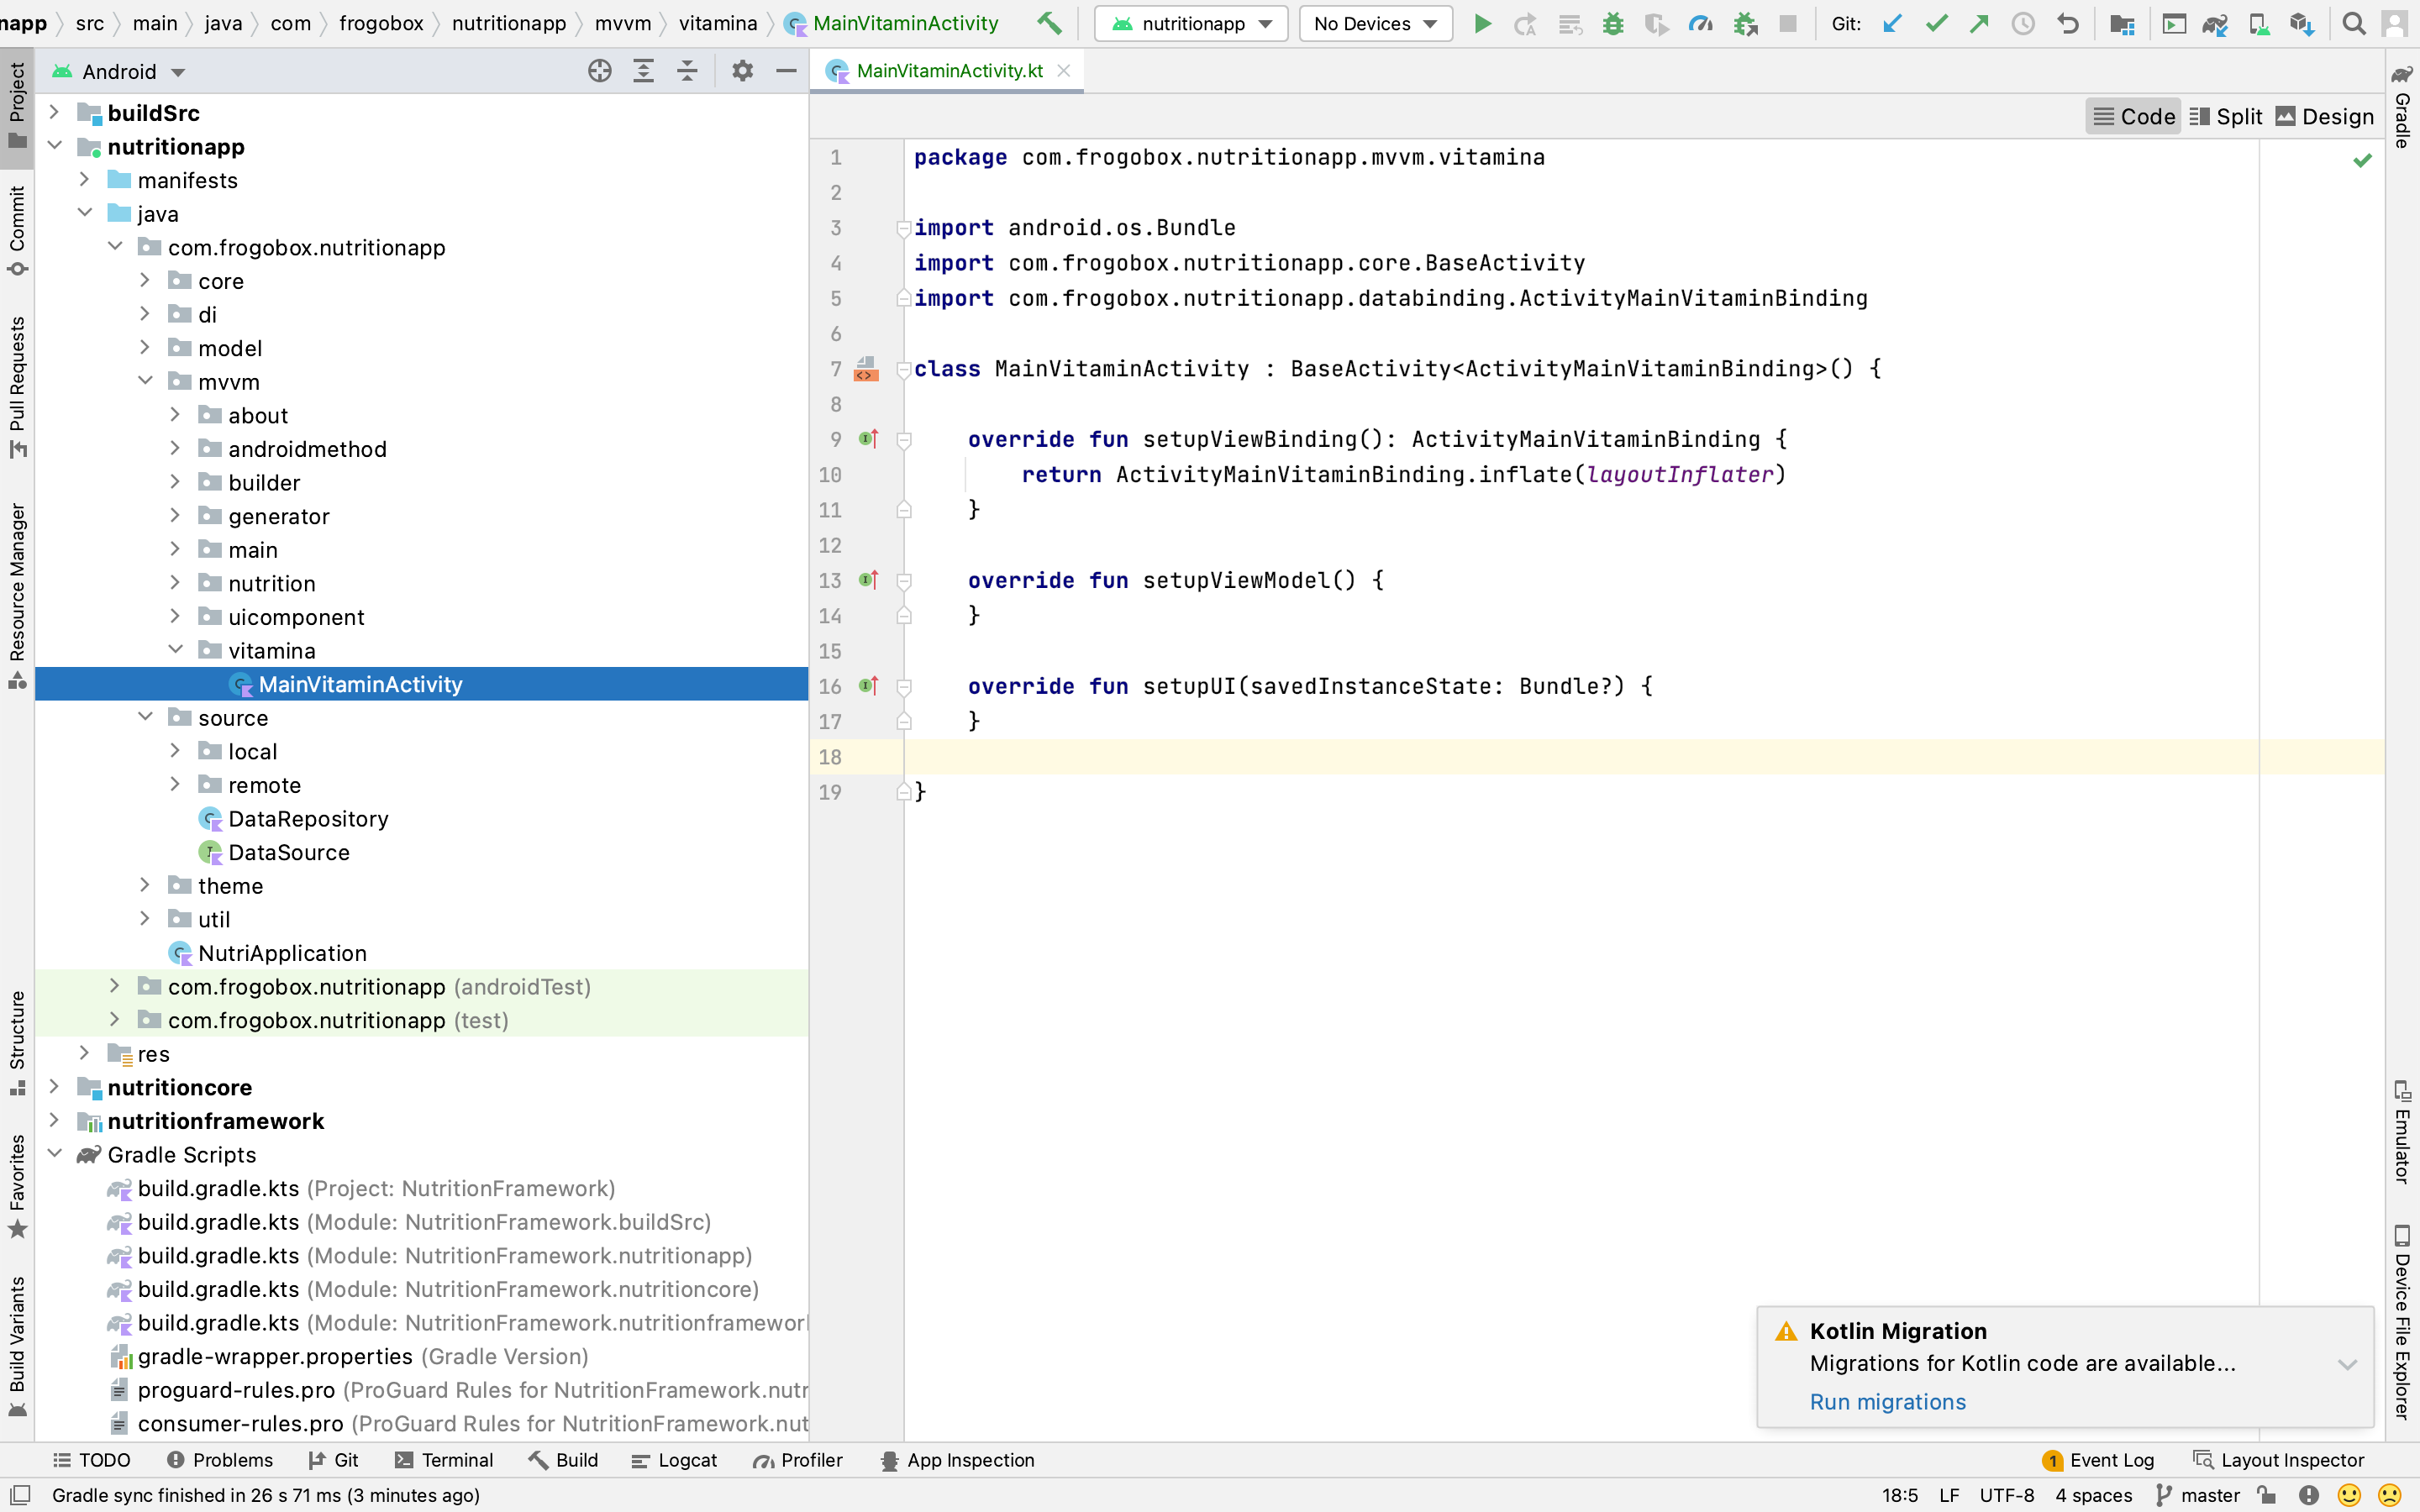 napp src main java com frogobox nutritionapp mvvm vitamina MainVitaminActivity nutritionapp No Devices Git:
Android
MainVitaminActivity.kt
Code Split Design
Project
Commit
Pull Requests
Resource Manager
Structure
Favorites
Build Variants
buildSrc
nutritionapp
manifests
java
com.frogobox.nutritionapp
core
di
model
mvvm
about
androidmethod
builder
generator
main
nutrition
uicomponent
vitamina
MainVitaminActivity
source
local
remote
DataRepository
DataSource
theme
util
NutriApplication
com.frogobox.nutritionapp (androidTest)
com.frogobox.nutritionapp (test)
res
nutritioncore
nutritionframework
Gradle Scripts
build.gradle.kts (Project: NutritionFramework)
build.gradle.kts (Module: NutritionFramework.buildSrc)
build.gradle.kts (Module: NutritionFramework.nutritionapp)
build.gradle.kts (Module: NutritionFramework.nutritioncore)
build.gradle.kts (Module: NutritionFramework.nutritionframework
gradle-wrapper.properties (Gradle Version)
proguard-rules.pro (ProGuard Rules for NutritionFramework.nutr
consumer-rules.pro (ProGuard Rules for NutritionFramework.nut
1 package com.frogobox.nutritionapp.mvvm.vitamina
2
3 import android.os.Bundle
4 import com.frogobox.nutritionapp.core.BaseActivity
5 import com.frogobox.nutritionapp.databinding.ActivityMainVitaminBinding
6
7 class MainVitaminActivity : BaseActivity<ActivityMainVitaminBinding>() {
8
9 override fun setupViewBinding(): ActivityMainVitaminBinding {
10 return ActivityMainVitaminBinding.inflate(layoutInflater)
11 }
12
13 override fun setupViewModel() {
14 }
15
16 override fun setupUI(savedInstanceState: Bundle?) {
17 }
18
19 }
Gradle
Emulator
Device File Explorer
Kotlin Migration
Migrations for Kotlin code are available...
Run migrations
TODO Problems Git Terminal Build Logcat Profiler App Inspection 1 Event Log Layout Inspector
Gradle sync finished in 26 s 71 ms (3 minutes ago) 18:5 LF UTF-8 4 spaces master